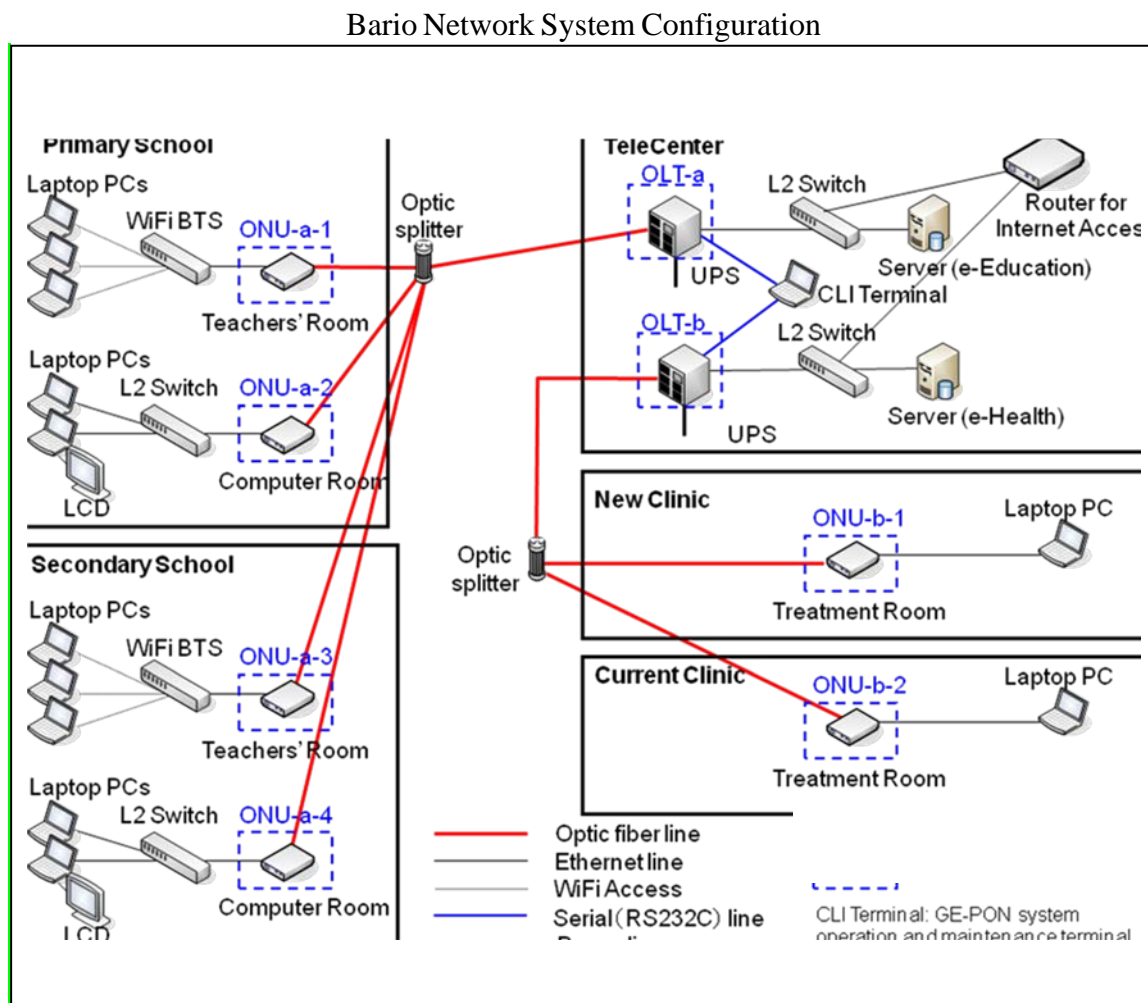 Bario Network System Configuration
Primary School
Laptop PCs
WiFi BTS
ONU-a-1
Teachers' Room
Laptop PCs
L2 Switch
ONU-a-2
Computer Room
LCD
Optic
splitter
TeleCenter
OLT-a
L2 Switch
Router for
Internet Acces
UPS
Server (e-Education)
CLI Terminal
OLT-b
L2 Switch
UPS
Server (e-Health)
Secondary School
Laptop PCs
WiFi BTS
ONU-a-3
Teachers' Room
Laptop PCs
L2 Switch
ONU-a-4
Computer Room
LCD
Optic
splitter
New Clinic
ONU-b-1
Laptop PC
Treatment Room
Current Clinic
ONU-b-2
Laptop PC
Treatment Room
Optic fiber line
Ethernet line
WiFi Access
Serial(RS232C) line
CLI Terminal: GE-PON system
operation and maintenance terminal